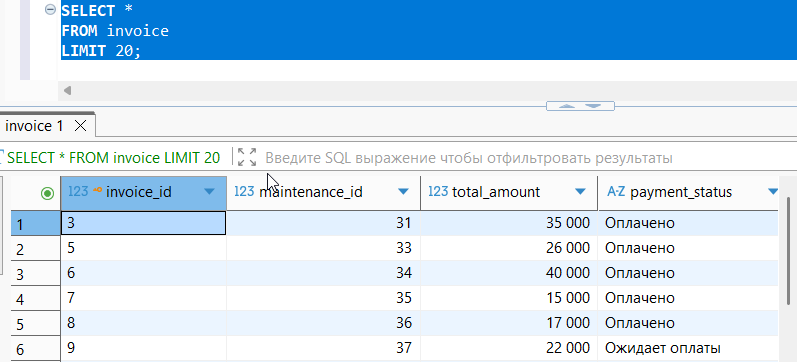 SELECT *
FROM invoice
LIMIT 20;
invoice 1
SELECT * FROM invoice LIMIT 20 Введите SQL выражение чтобы отфильтровать результаты
123 invoice_id 123 maintenance_id 123 total_amount A-Z payment_status
1 3 31 35 000 Оплачено
2 5 33 26 000 Оплачено
3 6 34 40 000 Оплачено
4 7 35 15 000 Оплачено
5 8 36 17 000 Оплачено
6 9 37 22 000 Ожидает оплаты